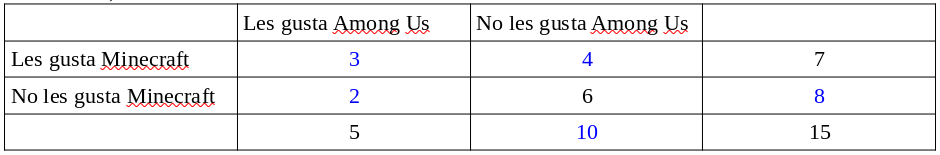 Les gusta Among Us No les gusta Among Us
Les gusta Minecraft 3 4 7
No les gusta Minecraft 2 6 8
5 10 15